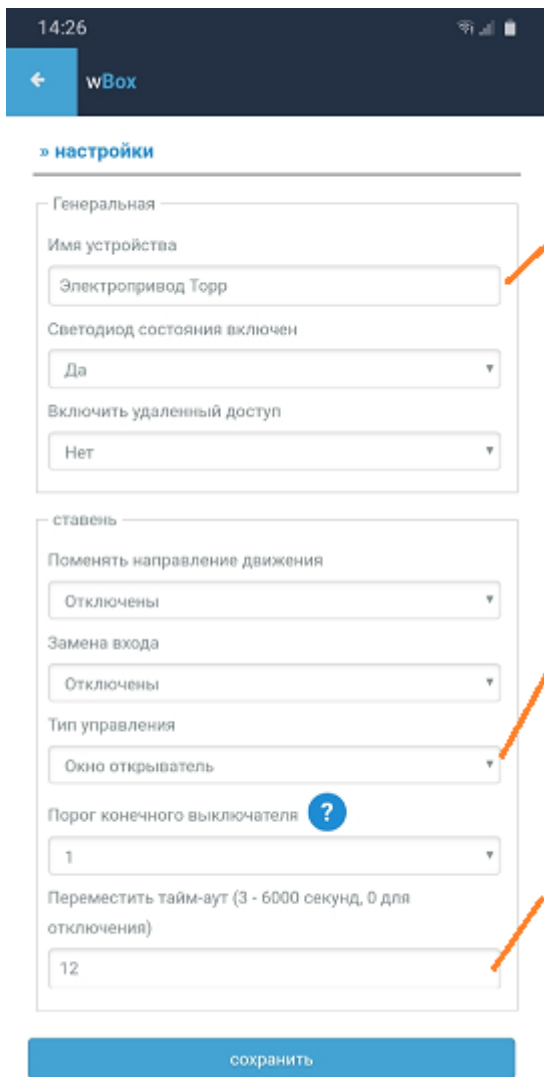 14:26
wBox
» настройки
Генеральная
Имя устройства
Электропривод Торр
Светодиод состояния включен
Да
Включить удаленный доступ
Нет
ставень
Поменять направление движения
Отключены
Замена входа
Отключены
Тип управления
Окно открыватель
Порог конечного выключателя ?
1
Переместить тайм-аут (3 - 6000 секунд, 0 для
отключения)
12
сохранить